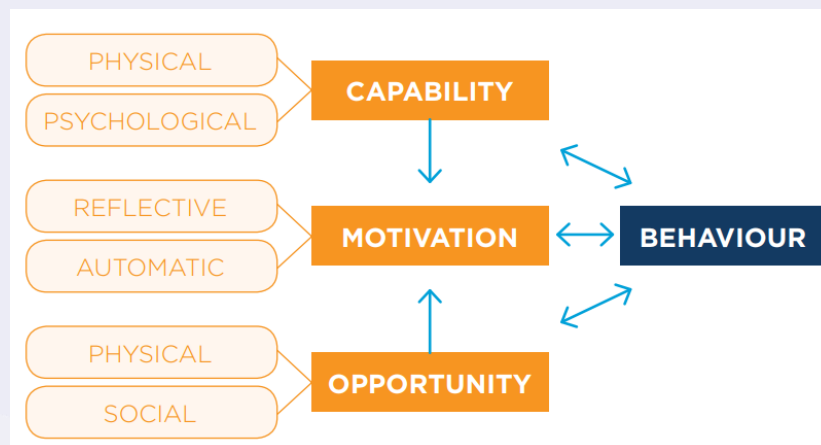 PHYSICAL
CAPABILITY
PSYCHOLOGICAL
REFLECTIVE
MOTIVATION
BEHAVIOUR
AUTOMATIC
PHYSICAL
OPPORTUNITY
SOCIAL